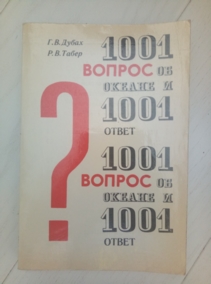 Г.В.Дубах
Р.В.Табер
1001
ВОПРОС ОБ
ОКЕАНЕ И
1001
ОТВЕТ
1001
ВОПРОС ОБ
ОКЕАНЕ И
1001
ОТВЕТ
?